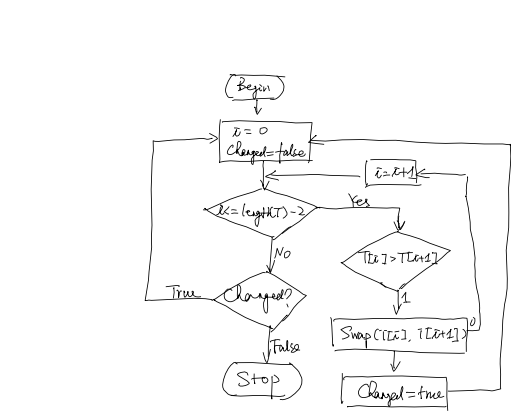 Begin
i = 0
Changed=false
i=i+1
i<=length(T)-2
Yes
No
T[i]>T[i+1]
1
Changed?
True
Swap(T[i], T[i+1])
0
False
Stop
Changed=true